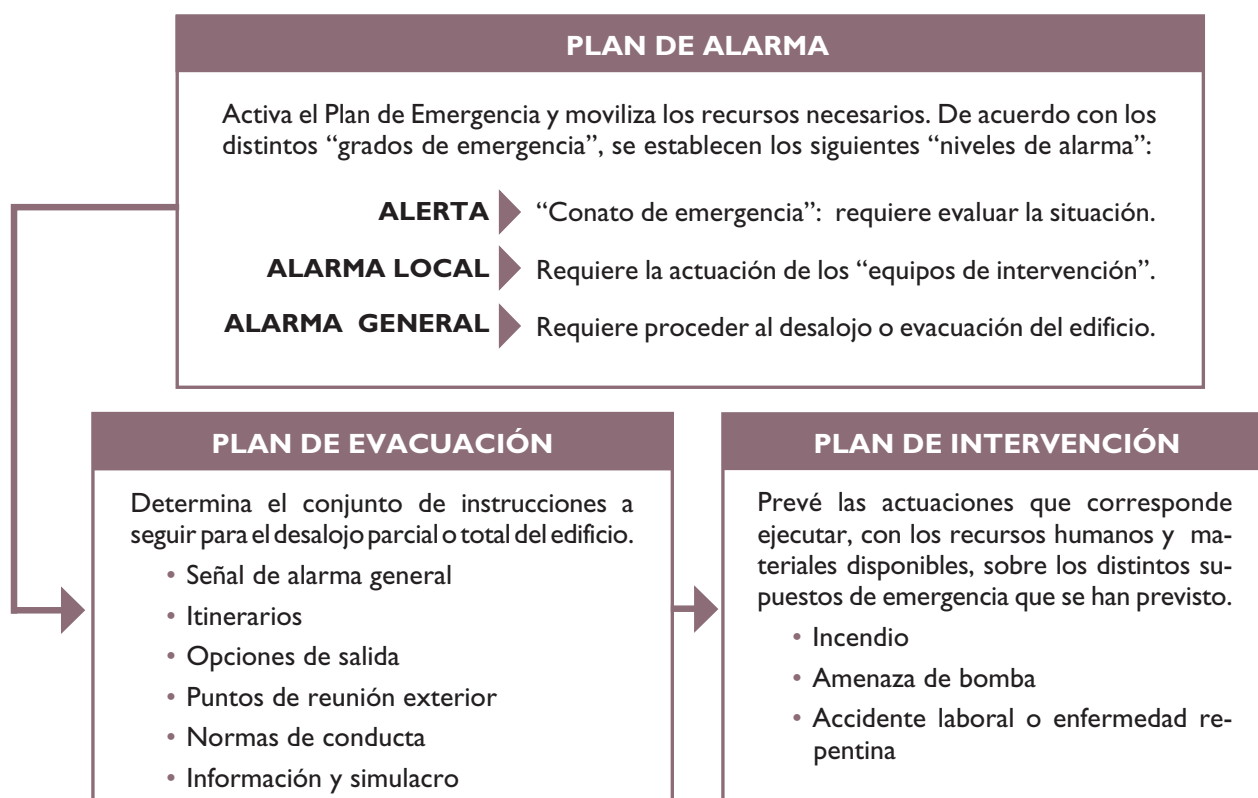 PLAN DE ALARMA
Activa el Plan de Emergencia y moviliza los recursos necesarios. De acuerdo con los
distintos “grados de emergencia”, se establecen los siguientes “niveles de alarma”:
ALERTA “Conato de emergencia”: requiere evaluar la situación.
ALARMA LOCAL Requiere la actuación de los “equipos de intervención”.
ALARMA GENERAL Requiere proceder al desalojo o evacuación del edificio.
PLAN DE EVACUACIÓN
Determina el conjunto de instrucciones a
seguir para el desalojo parcial o total del edificio.
• Señal de alarma general
• Itinerarios
• Opciones de salida
• Puntos de reunión exterior
• Normas de conducta
• Información y simulacro
PLAN DE INTERVENCIÓN
Prevé las actuaciones que corresponde
ejecutar, con los recursos humanos y ma-
teriales disponibles, sobre los distintos su-
puestos de emergencia que se han previsto.
• Incendio
• Amenaza de bomba
• Accidente laboral o enfermedad re-
pentina